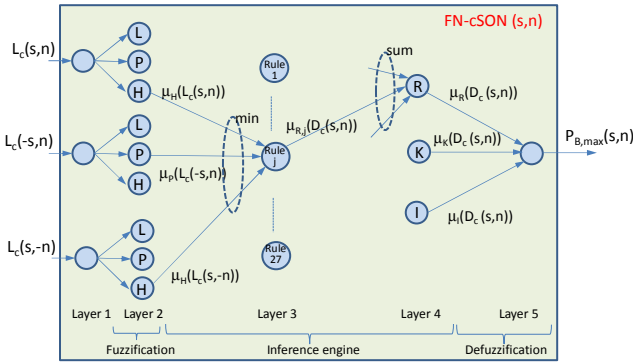 FN-cSON (s,n)
L
Lc(s,n)
P
H
Rule
1
sum
R
μH(Lc(s,n))
μR(Dc(s,n))
min
μR,j(Dc(s,n))
L
Lc(-s,n)
P
H
μP(Lc(-s,n))
Rule
j
K
μK(Dc(s,n))
PB,max(s,n)
I
μI(Dc(s,n))
L
Lc(s,-n)
P
H
μH(Lc(s,-n))
Rule
27
Layer 1
Layer 2
Layer 3
Layer 4
Layer 5
Fuzzification
Inference engine
Defuzzification